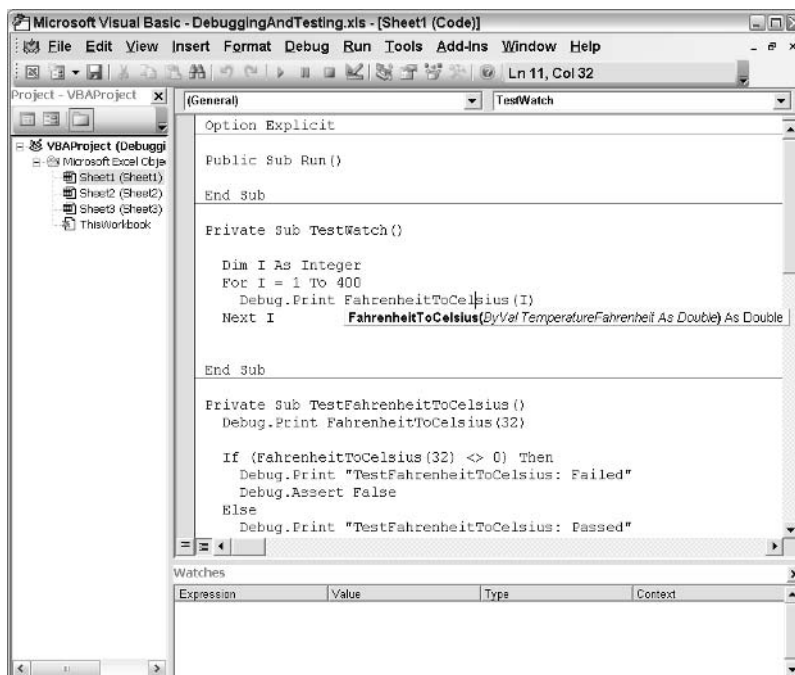 Microsoft Visual Basic - DebuggingAndTesting.xls - [Sheet1 (Code)]
File Edit View Insert Format Debug Run Tools Add-Ins Window Help
Ln 11, Col 32
Project - VBAProject
VBAProject (Debuggi
Microsoft Excel Obje
Sheet1 (Sheet1)
Sheet2 (Sheet2)
Sheet3 (Sheet3)
ThisWorkbook
(General)
TestWatch
Option Explicit
Public Sub Run()
End Sub
Private Sub TestWatch()
Dim I As Integer
For I = 1 To 400
Debug.Print FahrenheitToCelsius(I)
Next I
FahrenheitToCelsius(ByVal TemperatureFahrenheit As Double) As Double
End Sub
Private Sub TestFahrenheitToCelsius()
Debug.Print FahrenheitToCelsius(32)
If (FahrenheitToCelsius(32) <> 0) Then
Debug.Print "TestFahrenheitToCelsius: Failed"
Debug.Assert False
Else
Debug.Print "TestFahrenheitToCelsius: Passed"
Watches
Expression Value Type Context